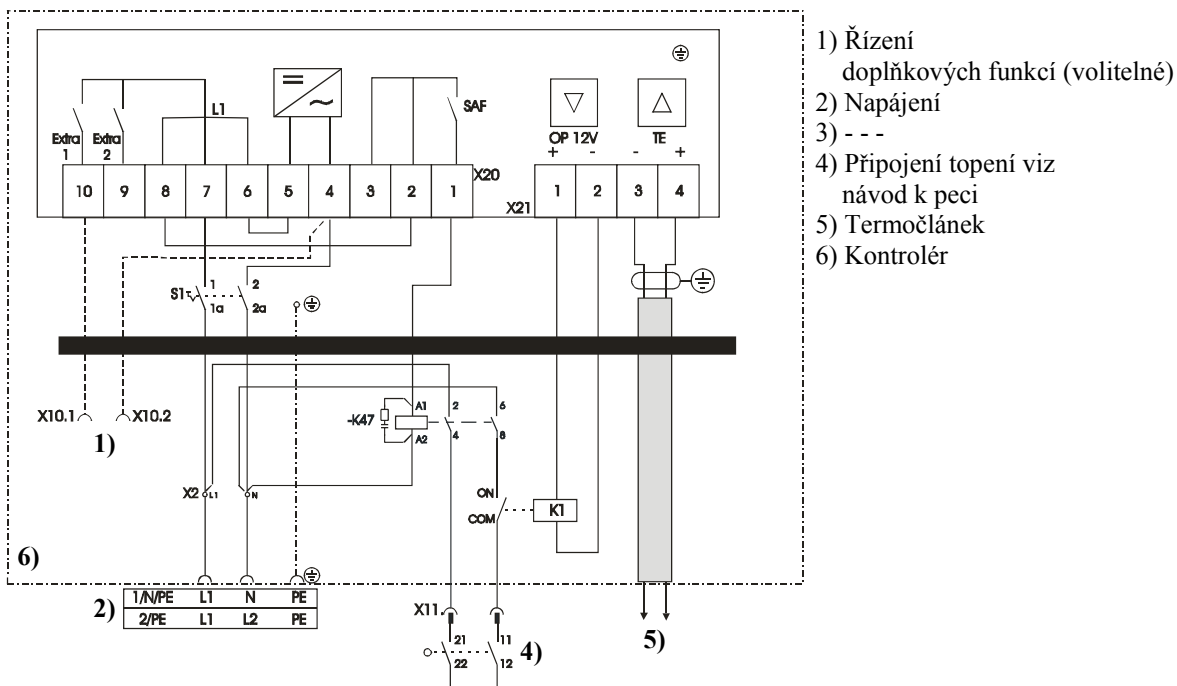 1) Řízení
doplňkových funkcí (volitelné)
2) Napájení
3) - - -
4) Připojení topení viz
návod k peci
5) Termočlánek
6) Kontrolér
L1
SAF
Extra
1
Extra
2
OP 12V
+ -
TE
- +
X20
10 9 8 7 6 5 4 3 2 1
X21
1 2 3 4
S1
1
1a
2
2a
X10.1
X10.2
1)
-K47
A1
A2
2
4
6
8
X2
L1
N
ON
COM
K1
6)
2)
1/N/PE L1 N PE
2/PE L1 L2 PE
X11.
21
22
11
12
4)
5)